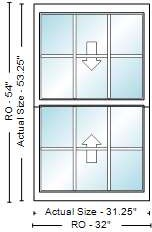 RO - 54"
Actual Size - 53.25"
Actual Size - 31.25"
RO - 32"